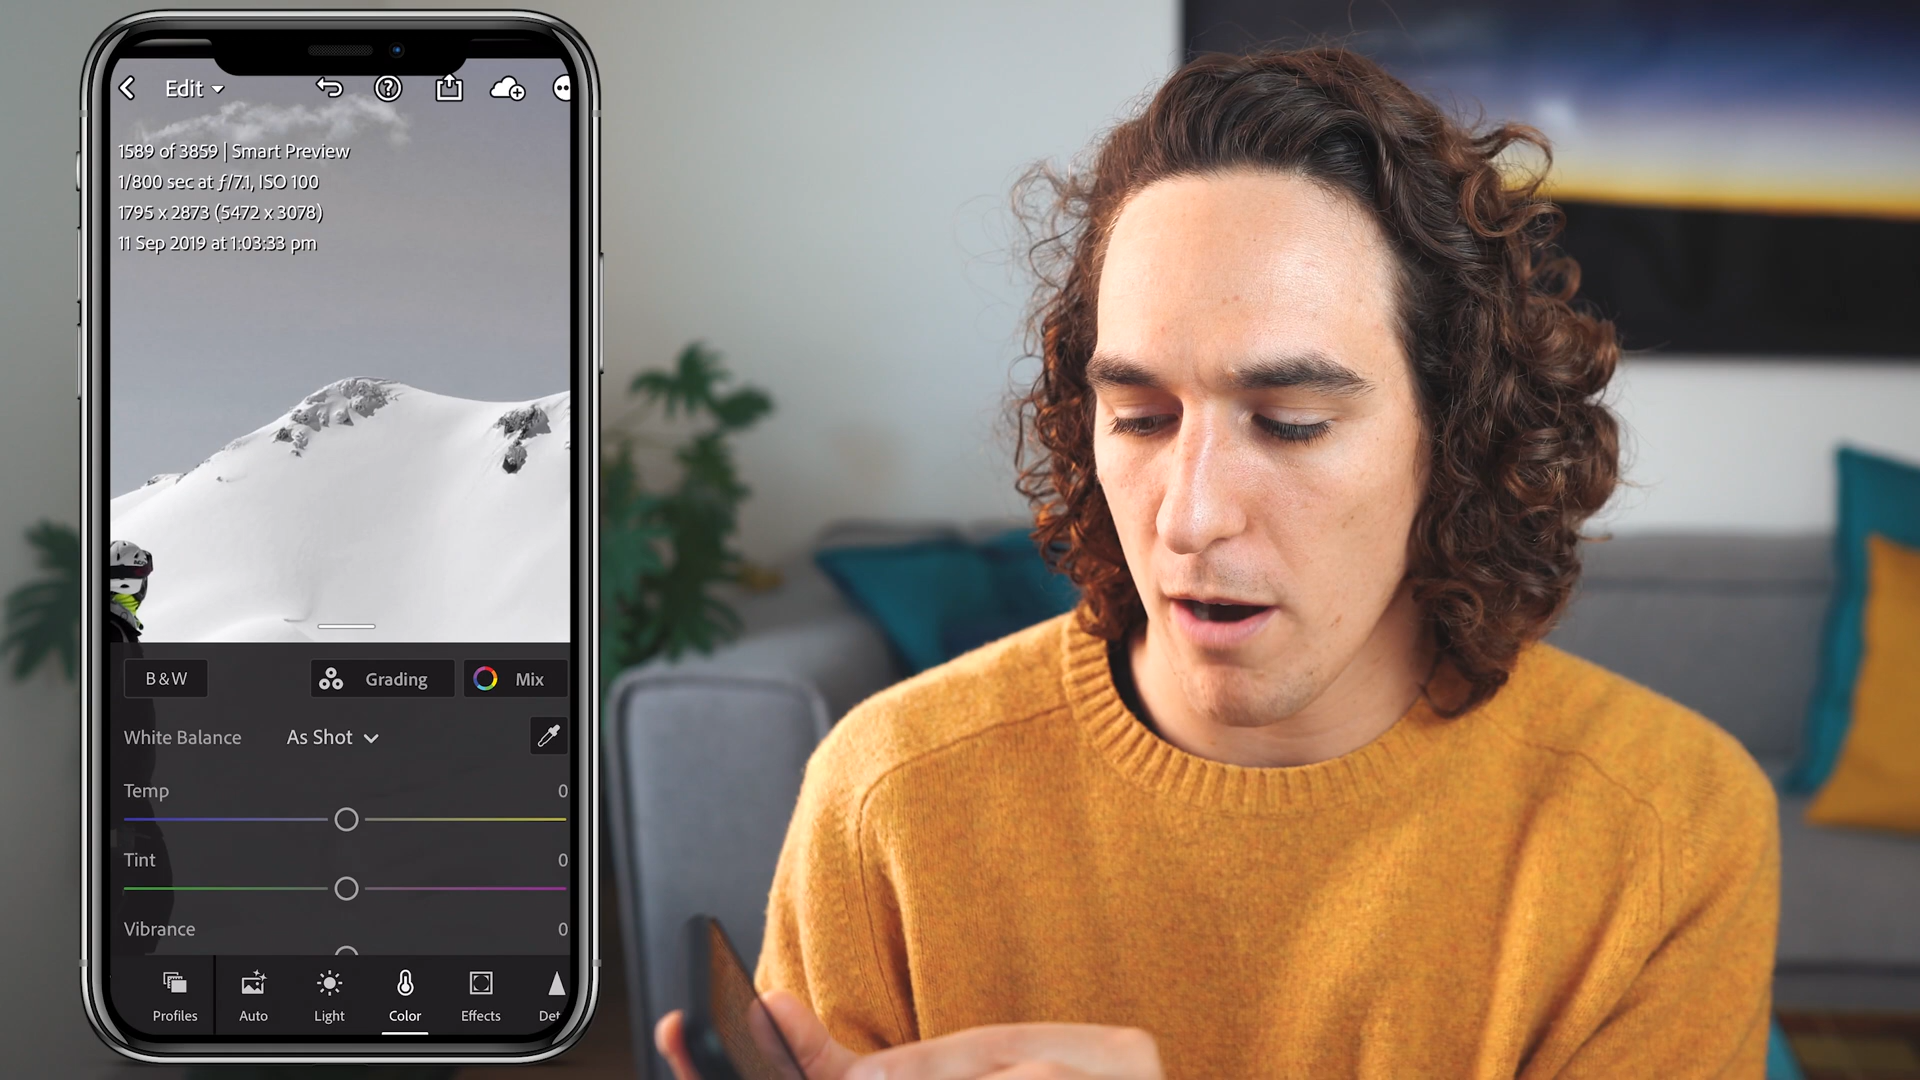 Edit
1589 of 3859 | Smart Preview
1/800 sec at ƒ/7.1, ISO 100
1795 x 2873 (5472 x 3078)
11 Sep 2019 at 1:03:33 pm
B&W
Grading
Mix
White Balance
As Shot
Temp
0
Tint
0
Vibrance
0
Profiles
Auto
Light
Color
Effects
Det